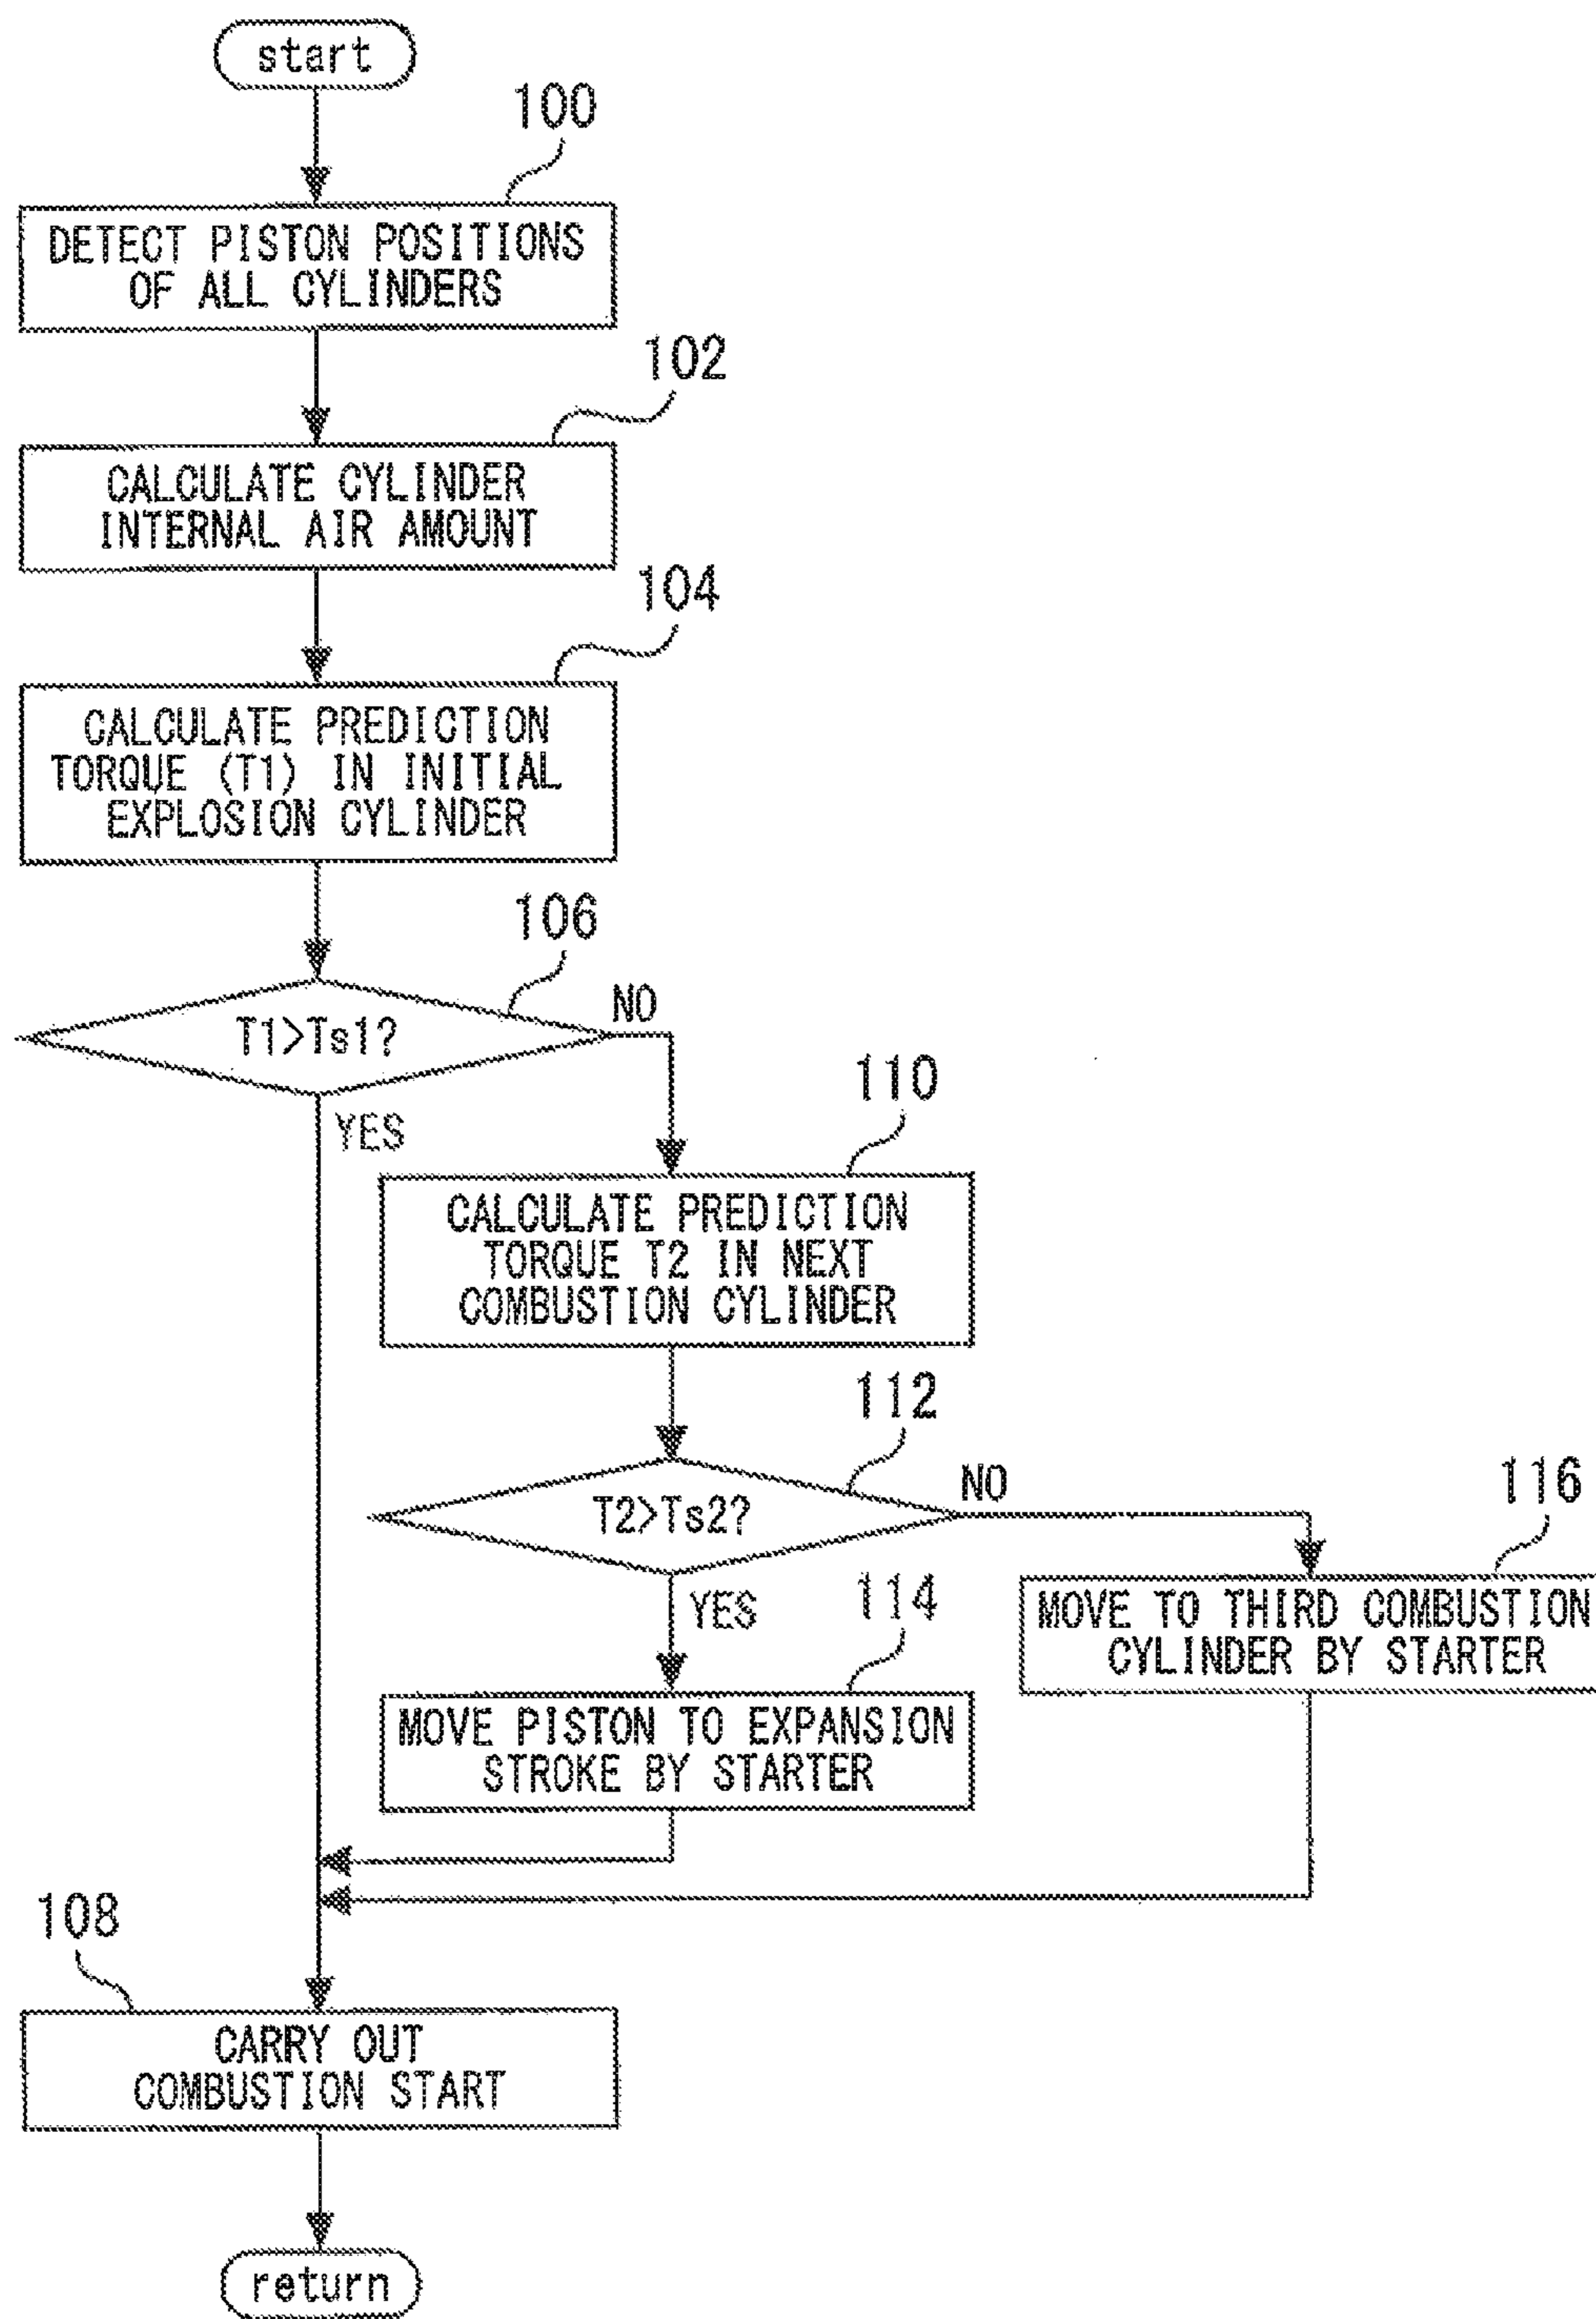 start
100
DETECT PISTON POSITIONS
OF ALL CYLINDERS
102
CALCULATE CYLINDER
INTERNAL AIR AMOUNT
104
CALCULATE PREDICTION
TORQUE (T1) IN INITIAL
EXPLOSION CYLINDER
106
T1>Ts1?
NO
YES
110
CALCULATE PREDICTION
TORQUE T2 IN NEXT
COMBUSTION CYLINDER
112
T2>Ts2?
NO
YES
116
MOVE TO THIRD COMBUSTION
CYLINDER BY STARTER
114
MOVE PISTON TO EXPANSION
STROKE BY STARTER
108
CARRY OUT
COMBUSTION START
return